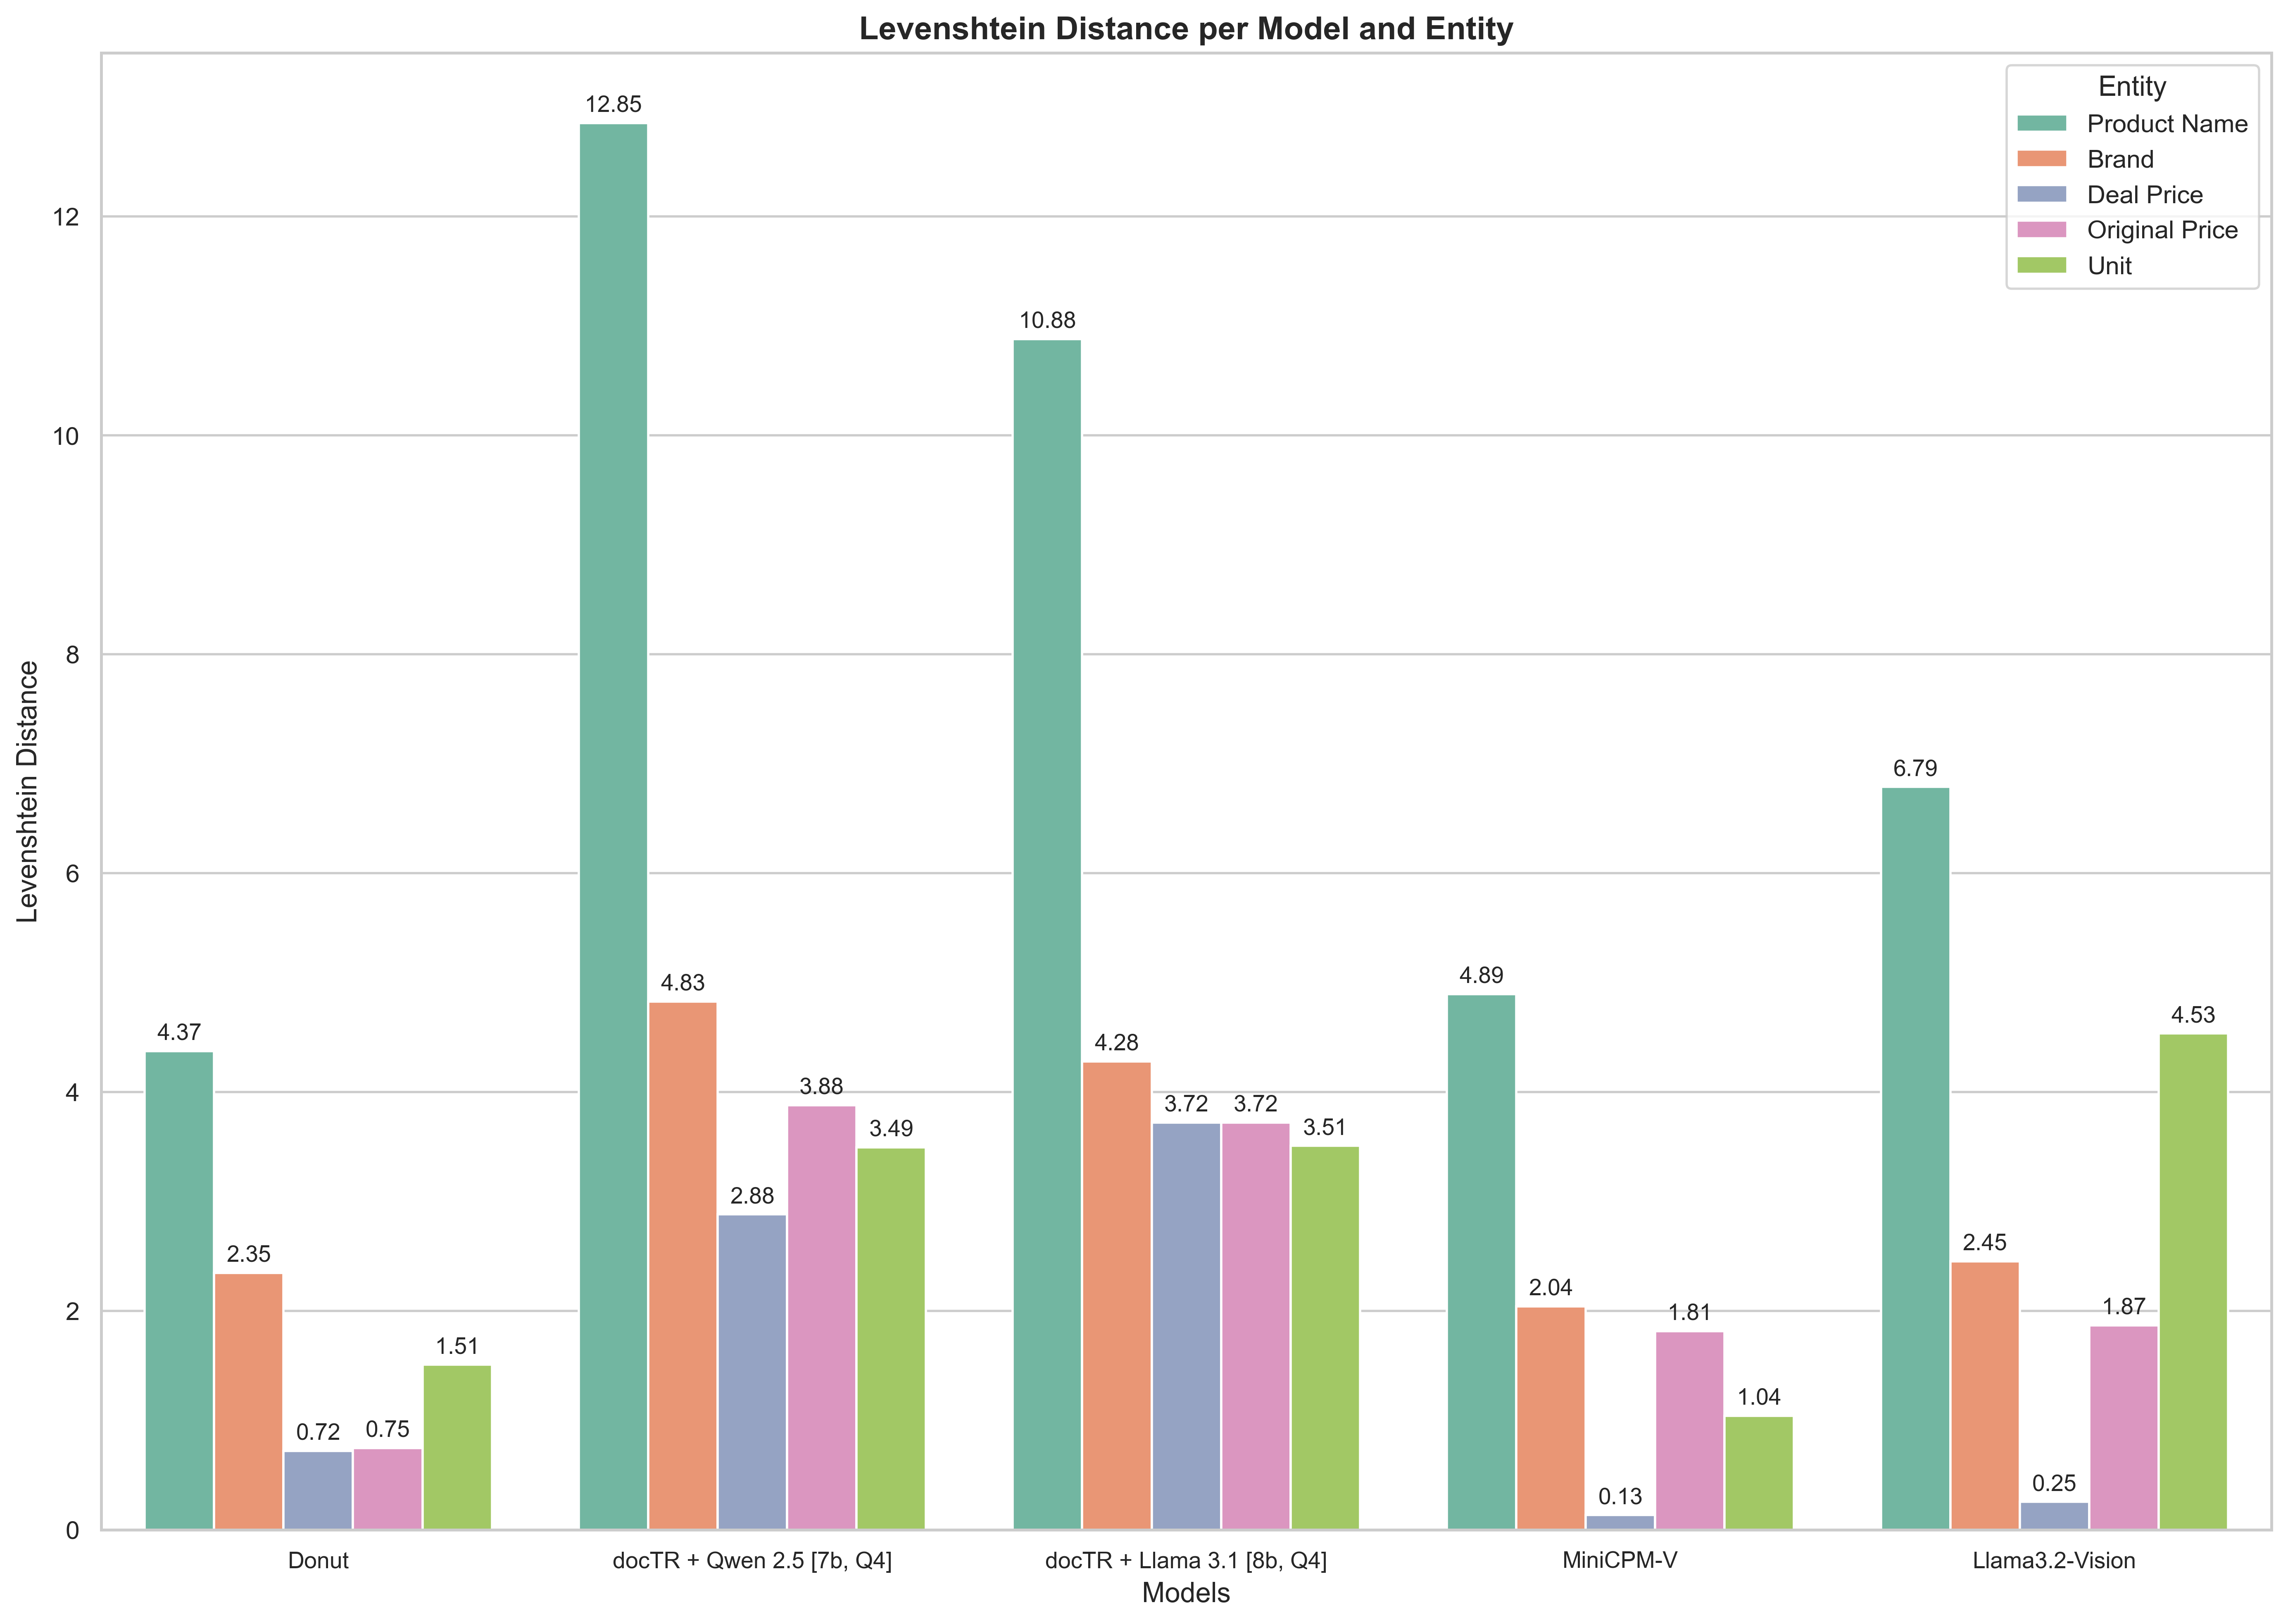 Levenshtein Distance per Model and Entity
Entity
Product Name
Brand
Deal Price
Original Price
Unit
Levenshtein Distance
12
10
8
6
4
2
0
4.37
2.35
0.72
0.75
1.51
12.85
4.83
2.88
3.88
3.49
10.88
4.28
3.72
3.72
3.51
4.89
2.04
0.13
1.81
1.04
6.79
2.45
0.25
1.87
4.53
Donut
docTR + Qwen 2.5 [7b, Q4]
docTR + Llama 3.1 [8b, Q4]
MiniCPM-V
Llama3.2-Vision
Models